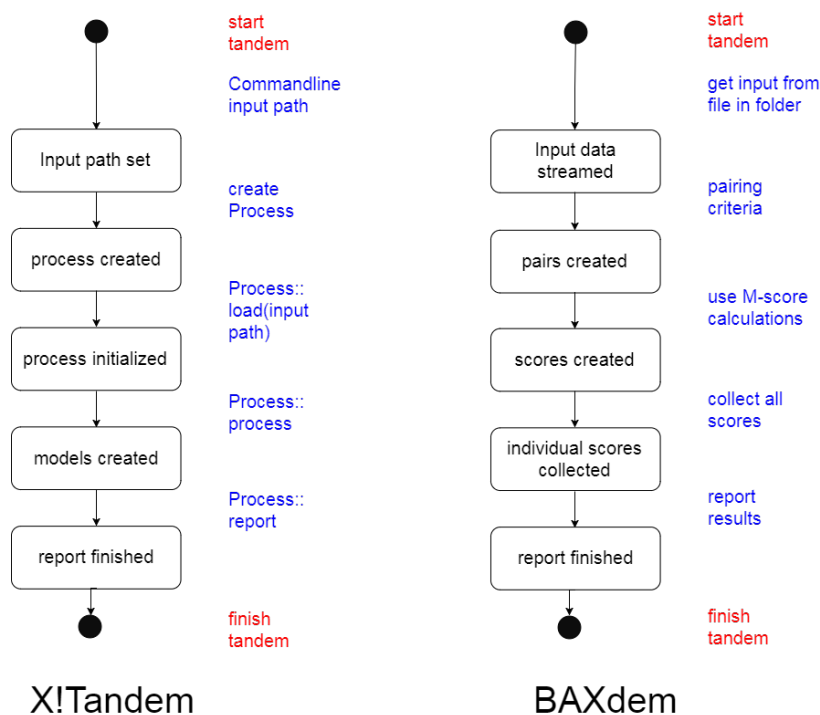 start
tandem
Commandline
input path
Input path set
create
Process
process created
Process::
load(input
path)
process initialized
Process::
process
models created
Process::
report
report finished
finish
tandem
X!Tandem
start
tandem
get input from
file in folder
Input data
streamed
pairing
criteria
pairs created
use M-score
calculations
scores created
collect all
scores
individual scores
collected
report
results
report finished
finish
tandem
BAXdem